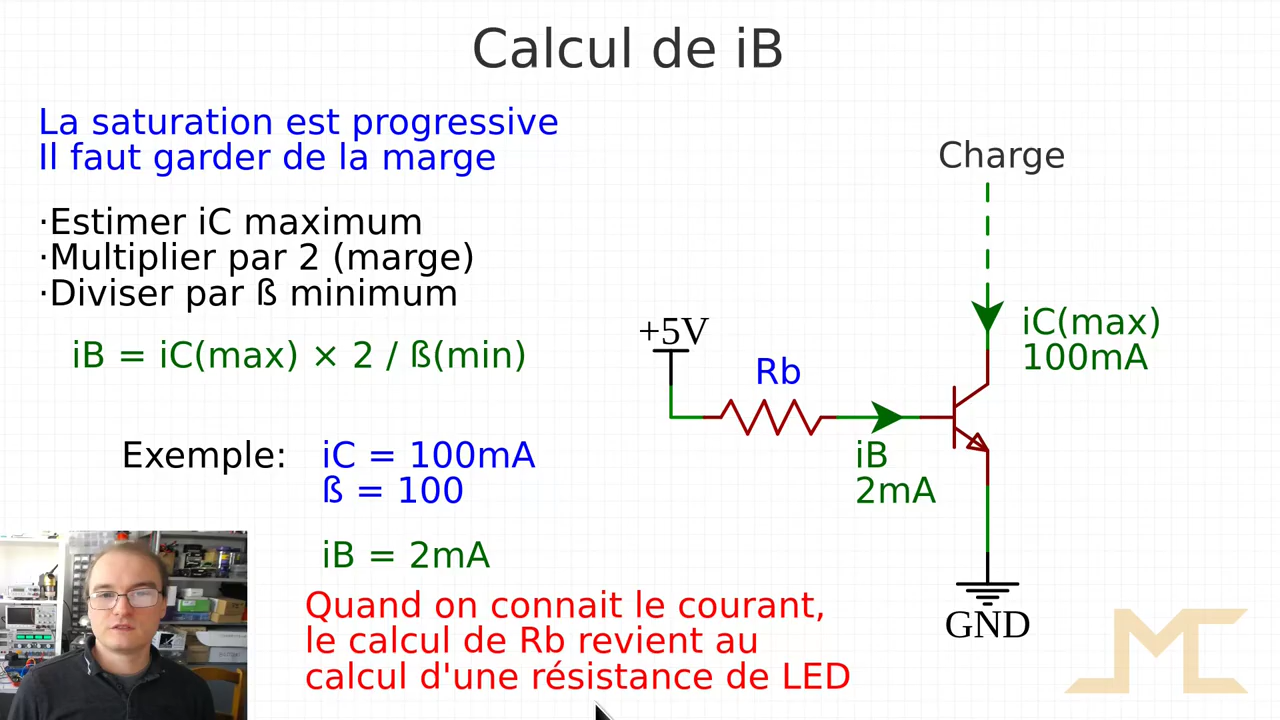 Calcul de iB
La saturation est progressive
Il faut garder de la marge
·Estimer iC maximum
·Multiplier par 2 (marge)
·Diviser par ß minimum
iB = iC(max) × 2 / ß(min)
Exemple:
iC = 100mA
ß = 100
iB = 2mA
Quand on connait le courant,
le calcul de Rb revient au
calcul d'une résistance de LED
Charge
iC(max)
100mA
+5V
Rb
iB
2mA
GND